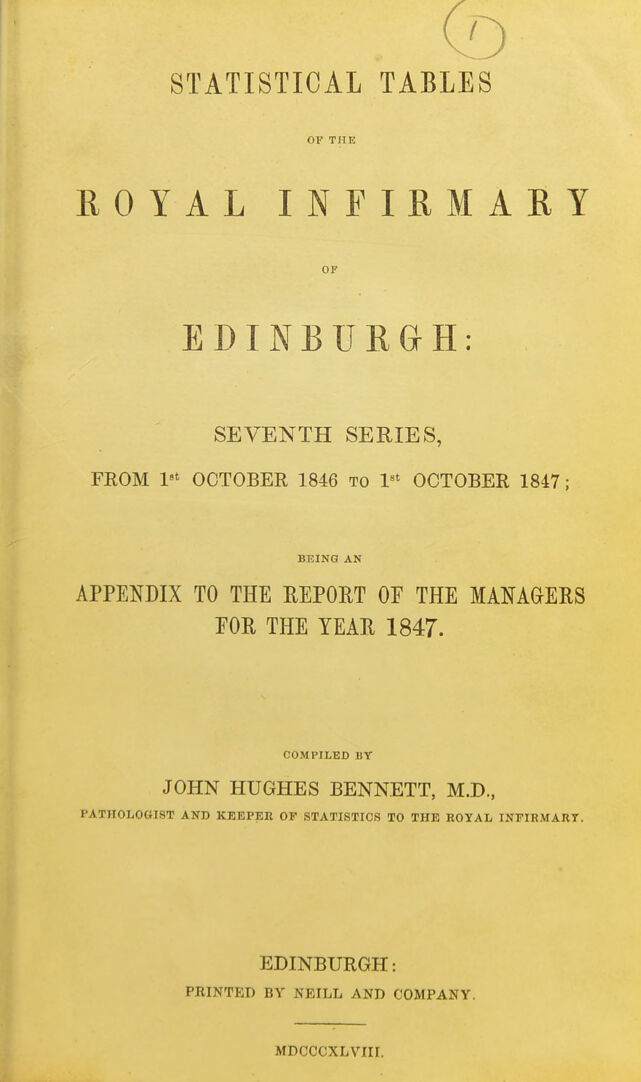 1
STATISTICAL TABLES
OF THE
ROYAL INFIRMARY
OF
EDINBURGH:
SEVENTH SERIES,
FROM 1st OCTOBER 1846 TO 1st OCTOBER 1847;
BEING AN
APPENDIX TO THE REPORT OF THE MANAGERS
FOR THE YEAR 1847.
COMPILED BY
JOHN HUGHES BENNETT, M.D.,
PATHOLOGIST AND KEEPER OF STATISTICS TO THE ROYAL INFIRMARY.
EDINBURGH:
PRINTED BY NEILL AND COMPANY.
MDCCCXLVIII.